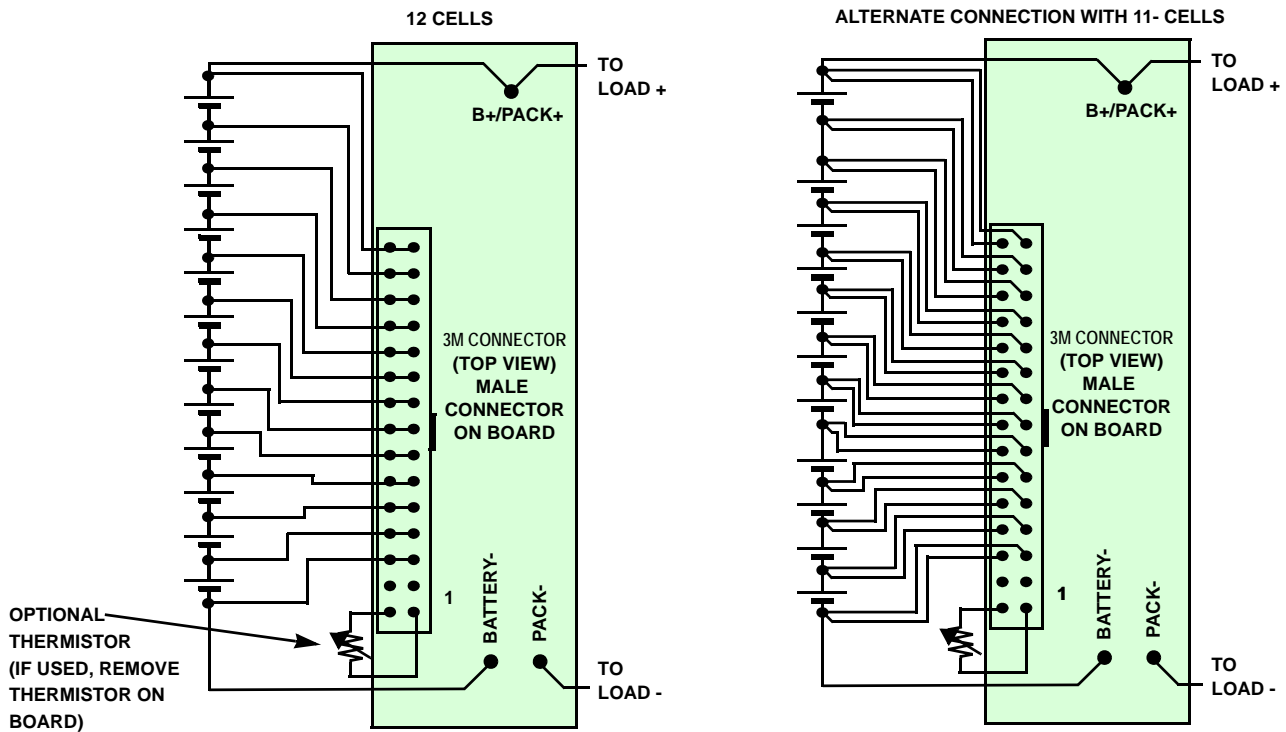 12 CELLS
TO
LOAD +
B+/PACK+
3M CONNECTOR
(TOP VIEW)
MALE
CONNECTOR
ON BOARD
1
BATTERY-
PACK-
TO
LOAD -
OPTIONAL
THERMISTOR
(IF USED, REMOVE
THERMISTOR ON
BOARD)
ALTERNATE CONNECTION WITH 11- CELLS
TO
LOAD +
B+/PACK+
3M CONNECTOR
(TOP VIEW)
MALE
CONNECTOR
ON BOARD
1
BATTERY-
PACK-
TO
LOAD -